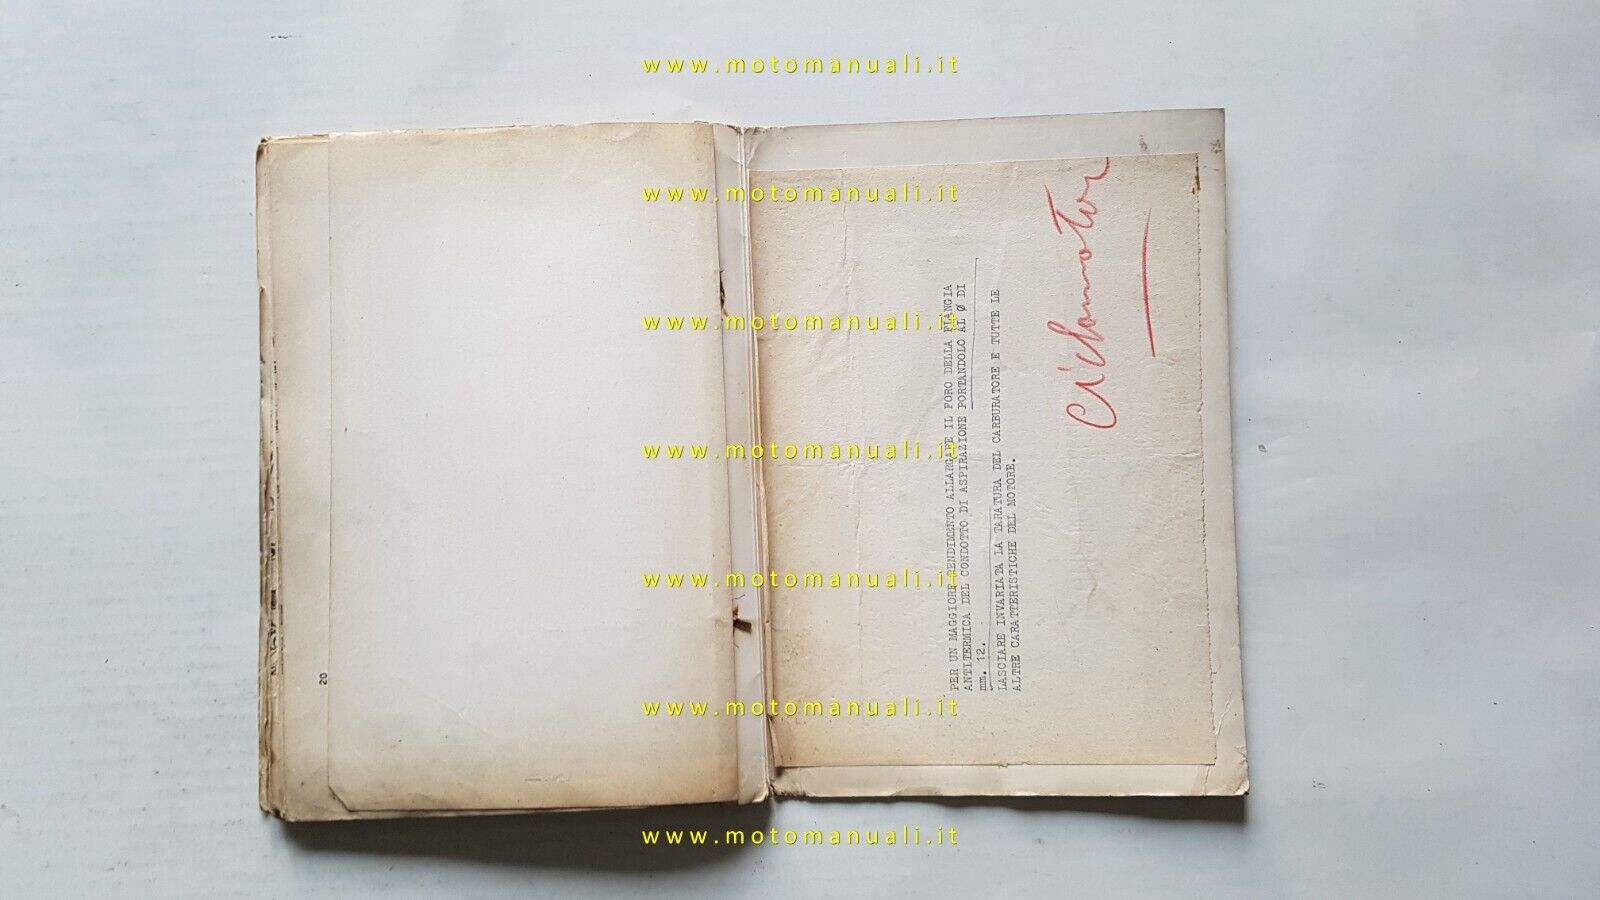 www.motomanuali.it
www.motomanuali.it
www.motomanuali.it
www.motomanuali.it
www.motomanuali.it
www.motomanuali.it
www.motomanuali.it
20
PER UN MAGGIORE RENDIMENTO ALLARGARE IL FORO DELLA FLANGIA
ANTITERMICA DEL CONDOTTO DI ASPIRAZIONE PORTANDOLO AL Ø DI
mm. 12.
LASCIARE INVARIATA LA TARATURA DEL CARBURATORE E TUTTE LE
ALTRE CARATTERISTICHE DEL MOTORE.
Ciclomotor